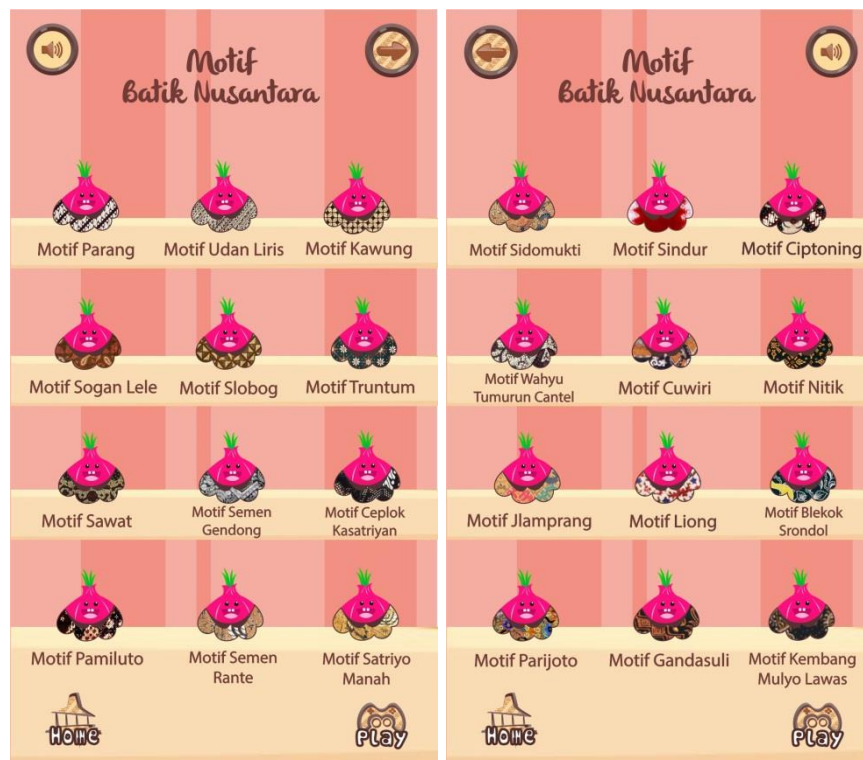 Motif
Batik Nusantara
Motif Parang
Motif Udan Liris
Motif Kawung
Motif Sogan Lele
Motif Slobog
Motif Truntum
Motif Sawat
Motif Semen
Gendong
Motif Ceplok
Kasatriyan
Motif Pamiluto
Motif Semen
Rante
Motif Satriyo
Manah
HOME
PLAY
Motif
Batik Nusantara
Motif Sidomukti
Motif Sindur
Motif Ciptoning
Motif Wahyu
Tumurun Cantel
Motif Cuwiri
Motif Nitik
Motif Jlamprang
Motif Liong
Motif Blekok
Srondol
Motif Parijoto
Motif Gandasuli
Motif Kembang
Mulyo Lawas
HOME
PLAY